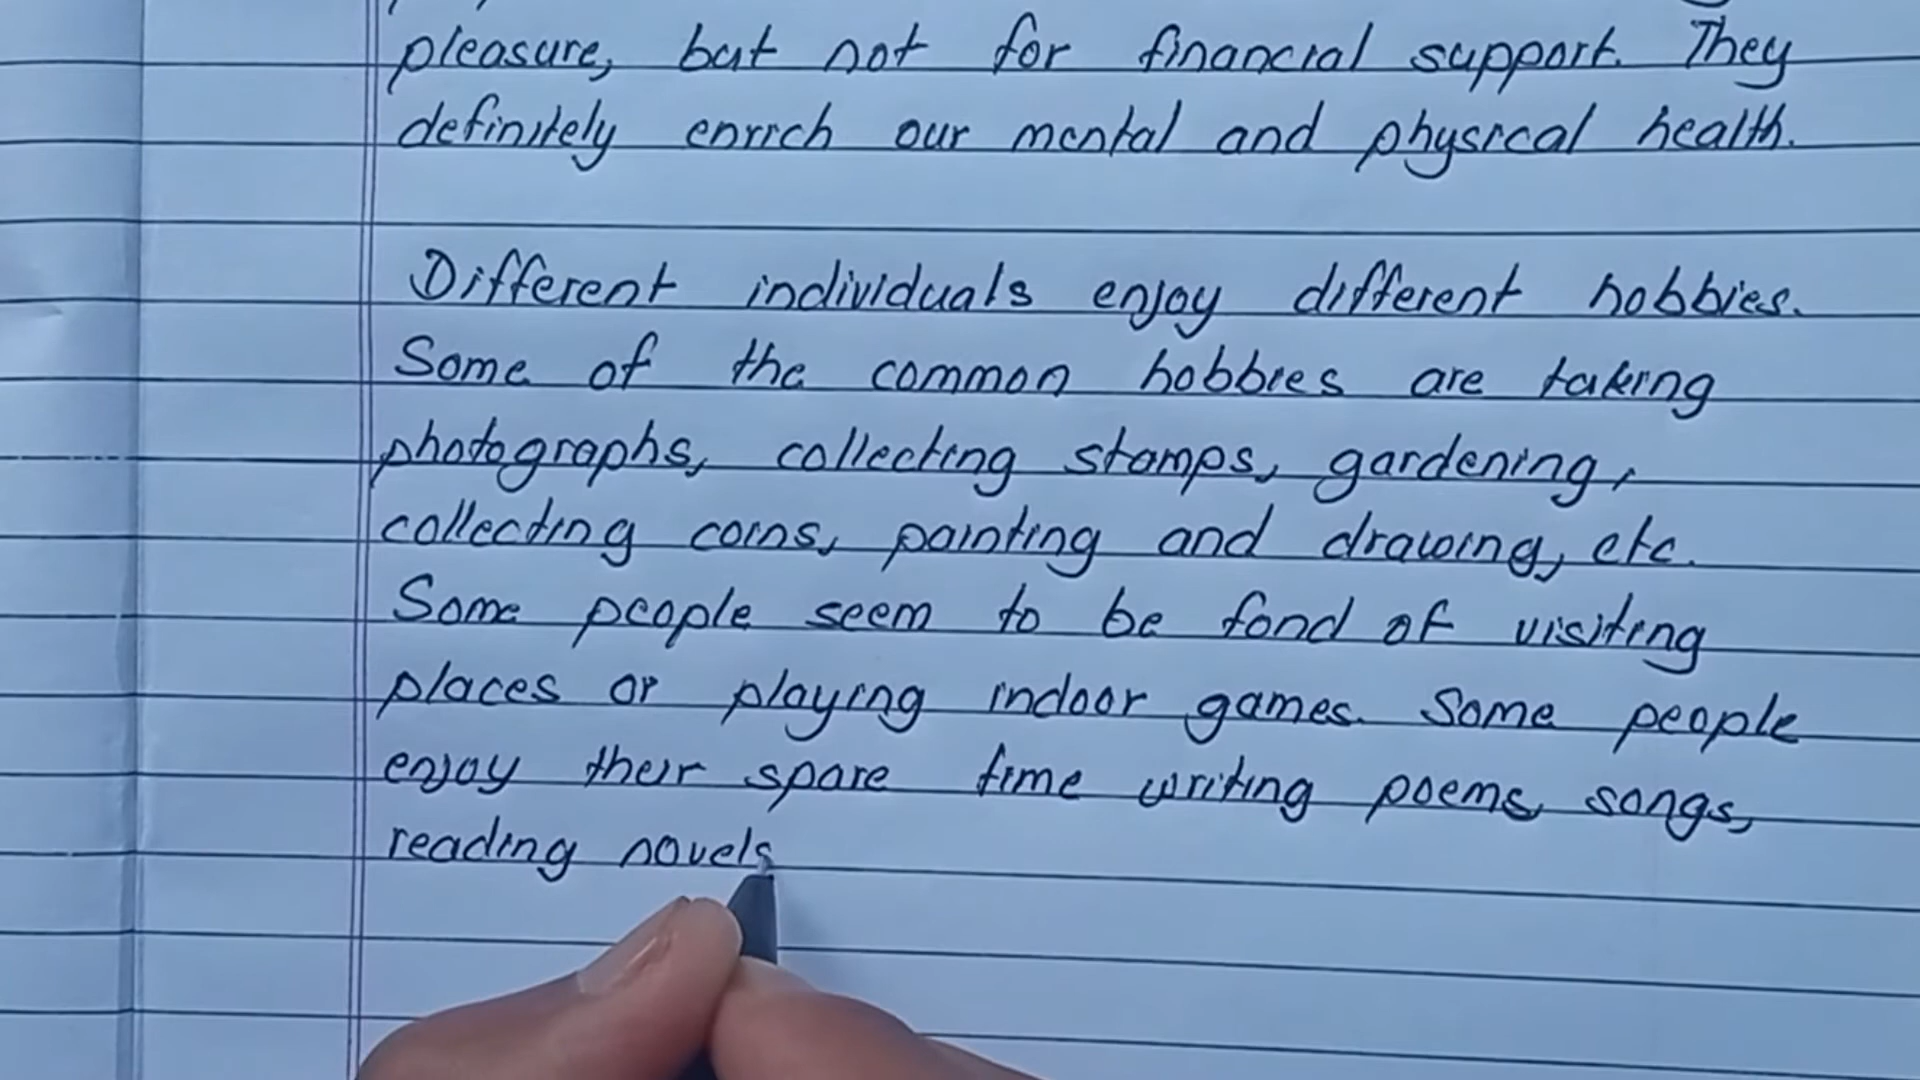 pleasure, but not for financial support. They
definitely enrich our mental and physical health.
Different individuals enjoy different hobbies.
Some of the common hobbies are taking
photographs, collecting stamps, gardening,
collecting coins, painting and drawing, etc.
Some people seem to be fond of visiting
places or playing indoor games. Some people
enjoy their spare time writing poems, songs,
reading novels